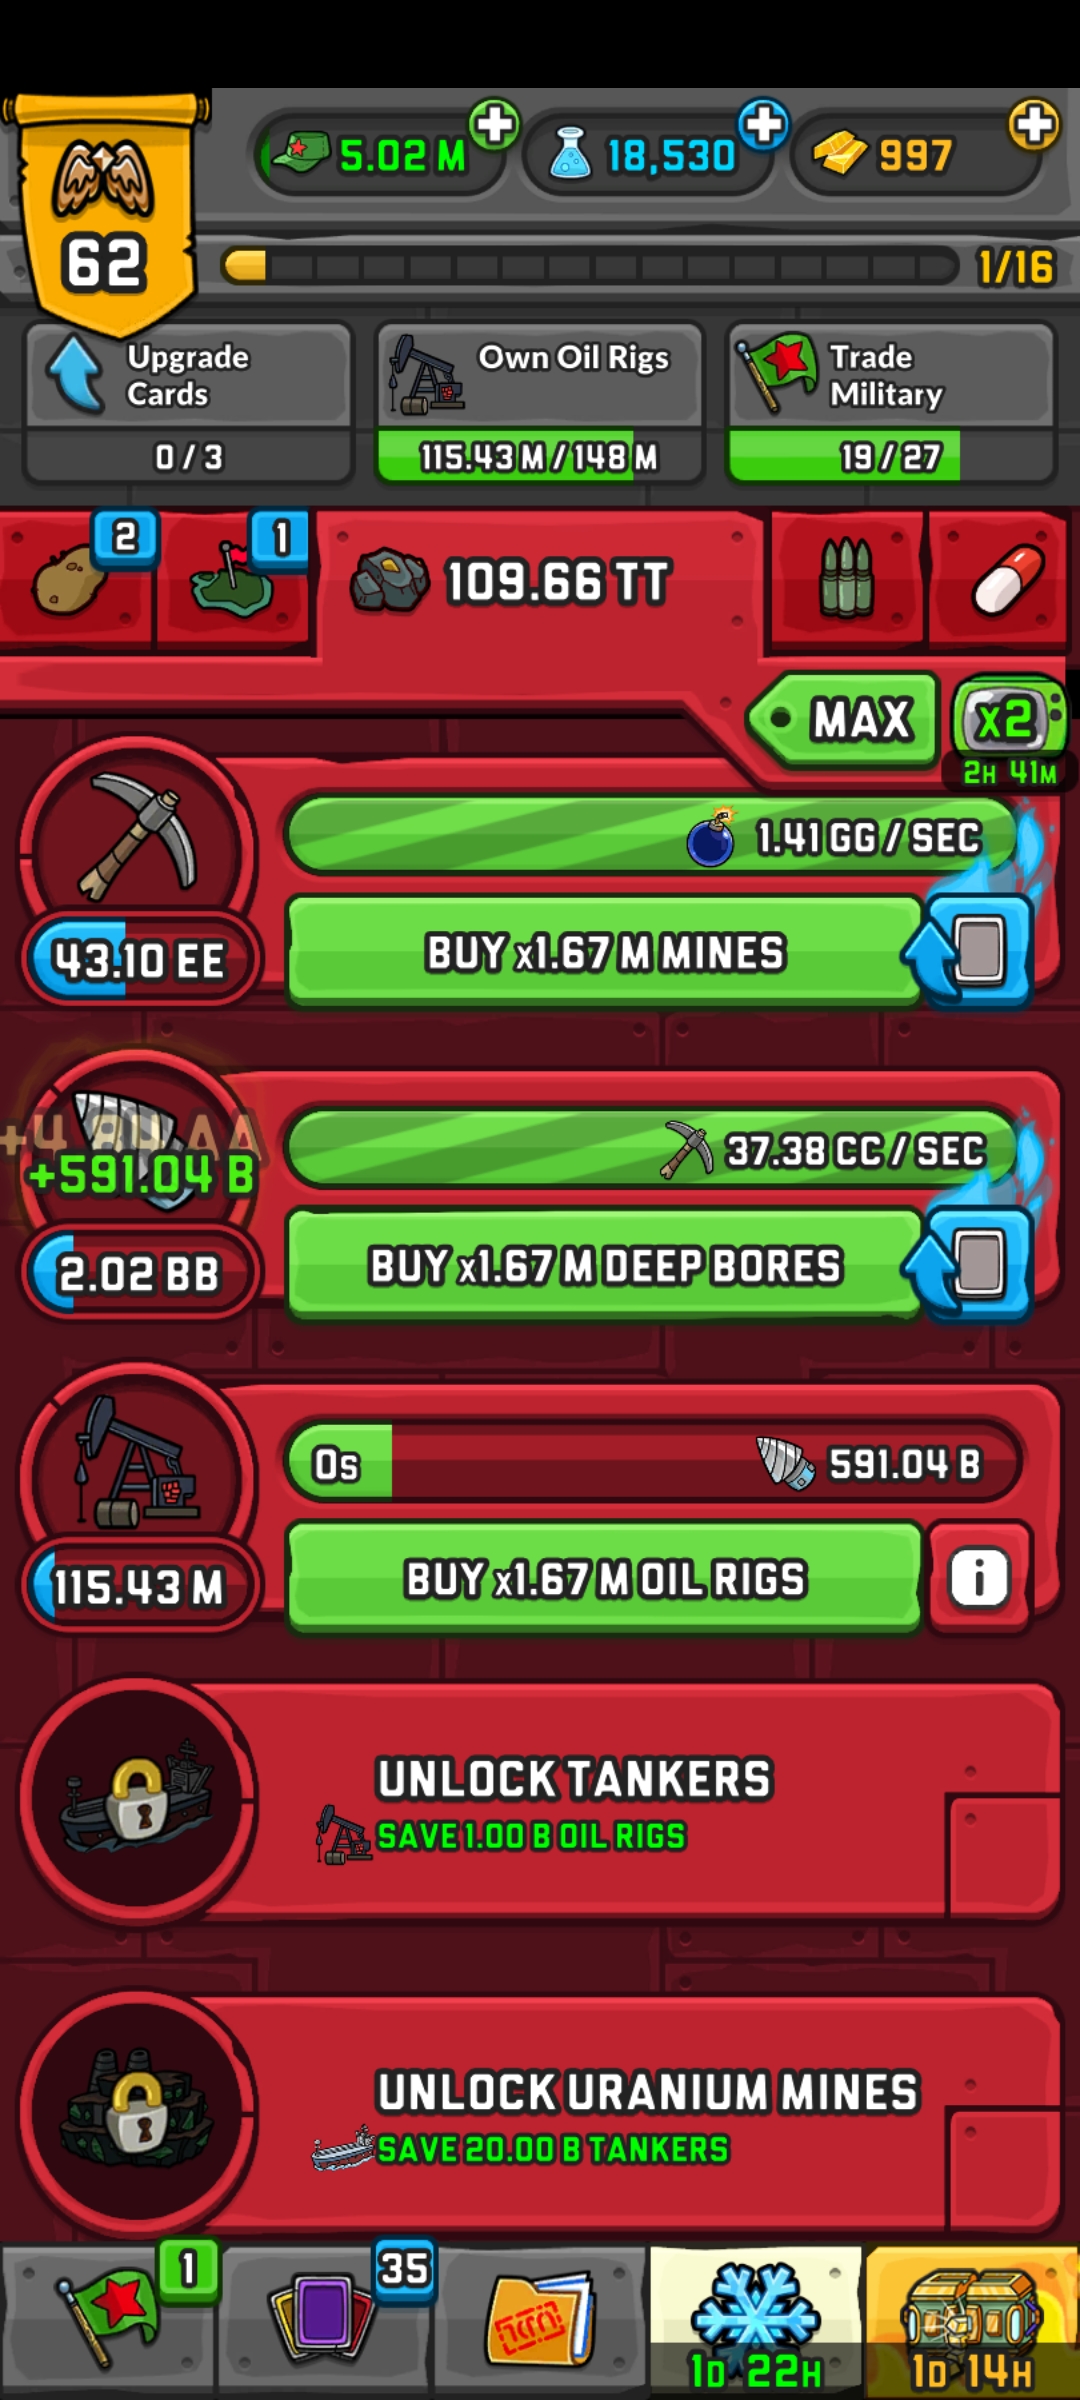 5.02 M
18,530
997
62
1/16
Upgrade
Cards
0 / 3
Own Oil Rigs
115.43 M / 148 M
Trade
Military
19 / 27
2
1
109.66 TT
MAX
x2
2H 41M
1.41 GG / SEC
43.10 EE
BUY x1.67 M MINES
+591.04 B
37.38 CC / SEC
2.02 BB
BUY x1.67 M DEEP BORES
0s
591.04 B
115.43 M
BUY x1.67 M OIL RIGS
i
UNLOCK TANKERS
SAVE 1.00 B OIL RIGS
UNLOCK URANIUM MINES
SAVE 20.00 B TANKERS
1
35
1D 22H
1D 14H